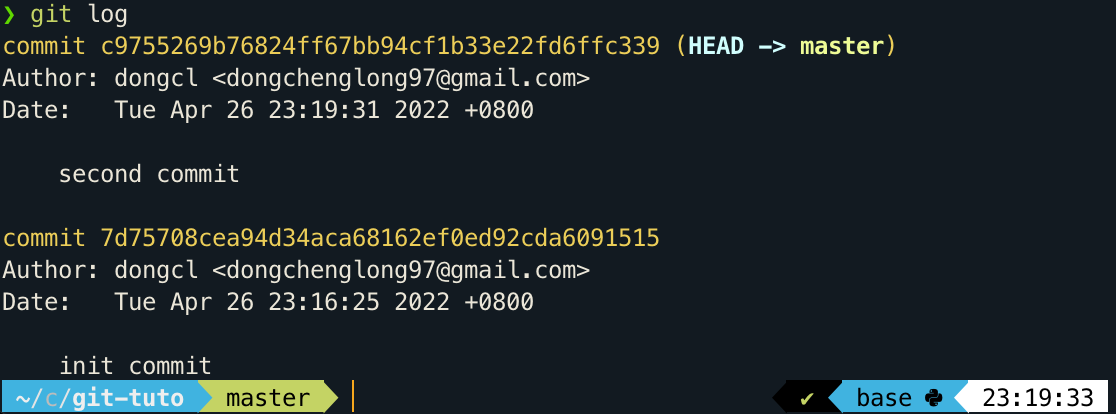 ❯ git log
commit c9755269b76824ff67bb94cf1b33e22fd6ffc339 (HEAD -> master)
Author: dongcl <dongchenglong97@gmail.com>
Date:   Tue Apr 26 23:19:31 2022 +0800
    second commit
commit 7d75708cea94d34aca68162ef0ed92cda6091515
Author: dongcl <dongchenglong97@gmail.com>
Date:   Tue Apr 26 23:16:25 2022 +0800
    init commit
~/c/git-tuto master ✔ base 23:19:33